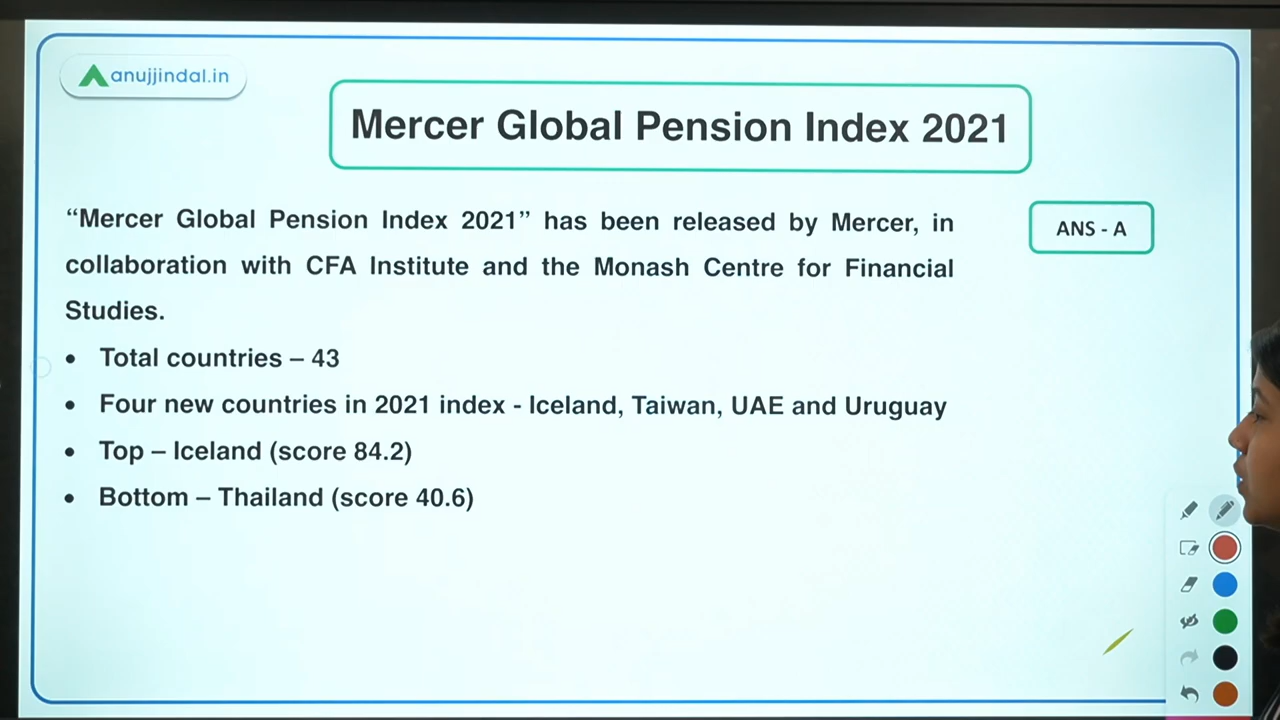 anujjindal.in
Mercer Global Pension Index 2021
“Mercer Global Pension Index 2021” has been released by Mercer, in
ANS - A
collaboration with CFA Institute and the Monash Centre for Financial
Studies.
• Total countries – 43
• Four new countries in 2021 index - Iceland, Taiwan, UAE and Uruguay
• Top – Iceland (score 84.2)
• Bottom – Thailand (score 40.6)